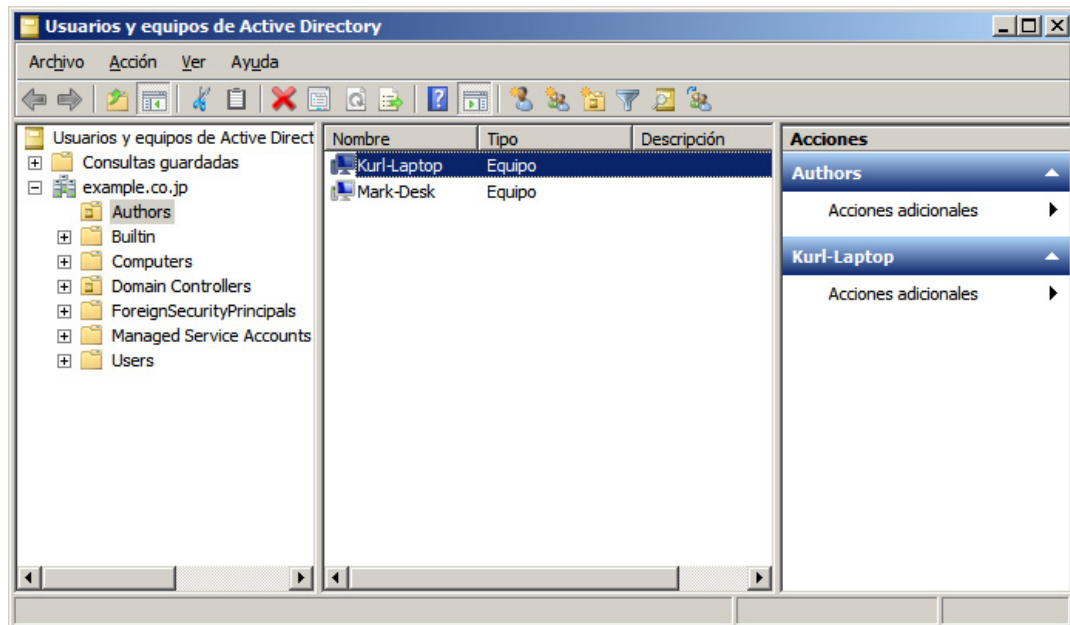 Usuarios y equipos de Active Directory
Archivo Acción Ver Ayuda
Usuarios y equipos de Active Direct
Consultas guardadas
example.co.jp
Authors
Builtin
Computers
Domain Controllers
ForeignSecurityPrincipals
Managed Service Accounts
Users
Nombre Tipo Descripción
Kurl-Laptop Equipo
Mark-Desk Equipo
Acciones
Authors
Acciones adicionales
Kurl-Laptop
Acciones adicionales